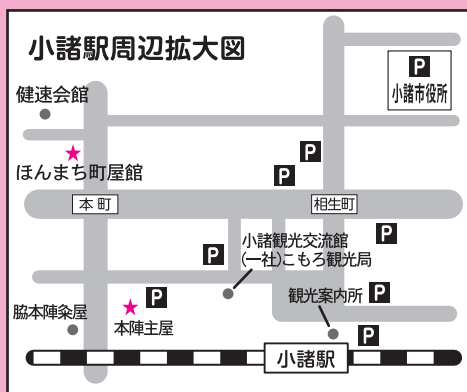 小諸駅周辺拡大図
P
小諸市役所
健速会館
ほんまち町屋館
P
P
本町
相生町
P
小諸観光交流館
(一社)こもろ観光局
P
P
観光案内所
P
脇本陣粂屋
本陣主屋
P
小諸駅